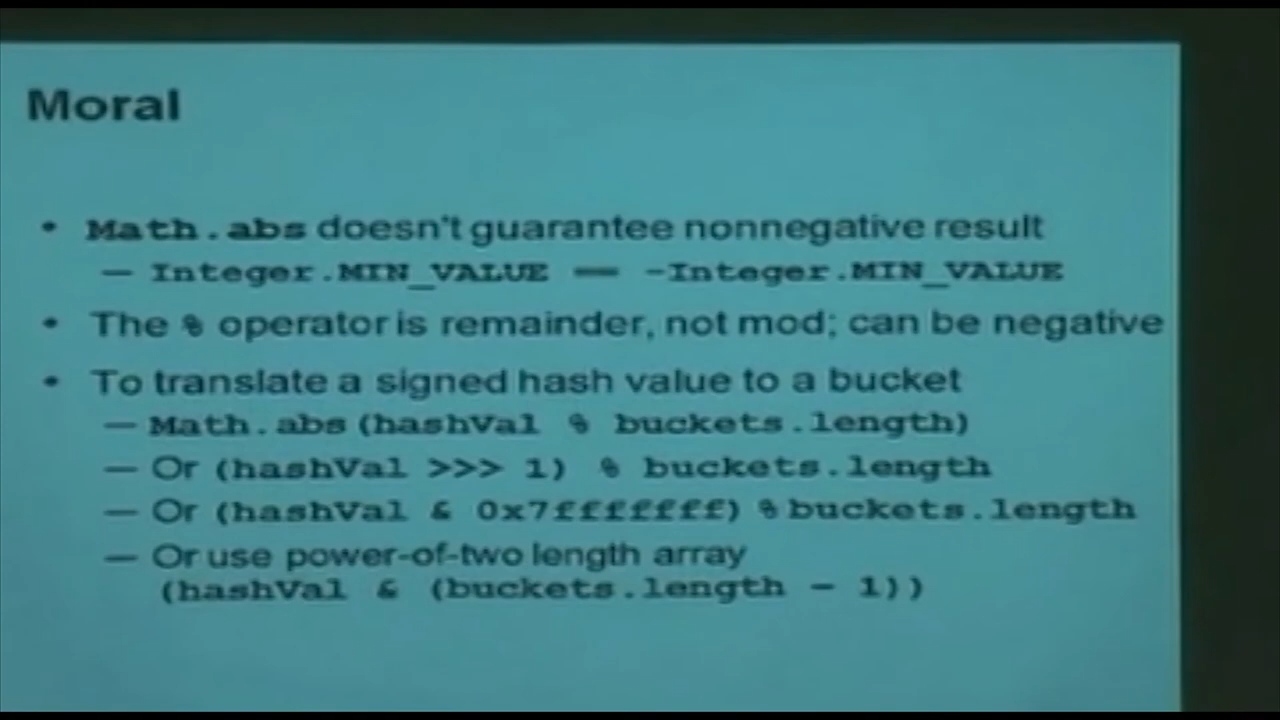 Moral
• Math.abs doesn't guarantee nonnegative result
— Integer.MIN_VALUE == -Integer.MIN_VALUE
• The % operator is remainder, not mod; can be negative
• To translate a signed hash value to a bucket
— Math.abs(hashVal % buckets.length)
— Or (hashVal >>> 1) % buckets.length
— Or (hashVal & 0x7fffffff) % buckets.length
— Or use power-of-two length array
(hashVal & (buckets.length - 1))